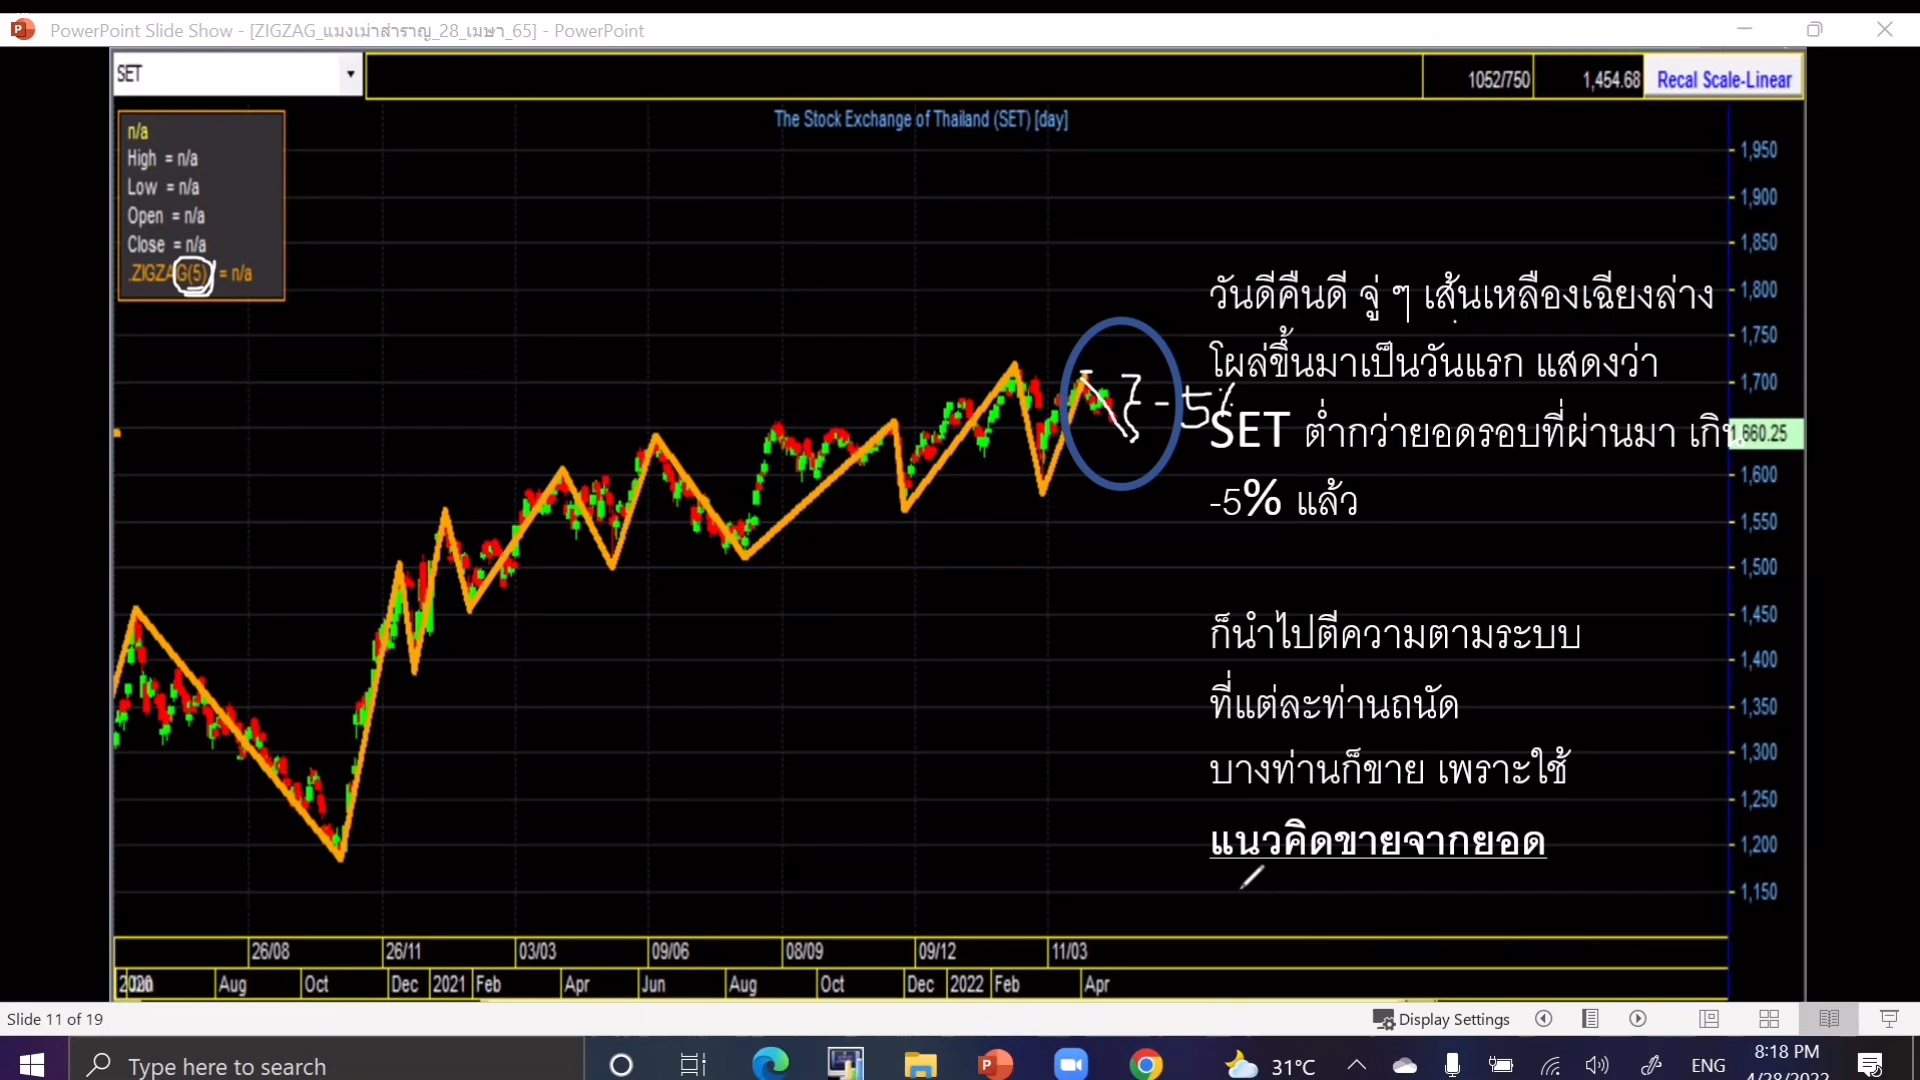 PowerPoint Slide Show - [ZIGZAG_แมงเม่าสำราญ_28_เมษา_65] - PowerPoint
SET
1052/750
1,454.68
Recal Scale-Linear
The Stock Exchange of Thailand (SET) [day]
n/a
High = n/a
Low = n/a
Open = n/a
Close = n/a
.ZIGZAG(5) = n/a
1,950
1,900
1,850
1,800
1,750
1,700
1,660.25
1,600
1,550
1,500
1,450
1,400
1,350
1,300
1,250
1,200
1,150
- 5%
วันดีคืนดี จู่ ๆ เส้นเหลืองเฉียงล่าง
โผล่ขึ้นมาเป็นวันแรก แสดงว่า
SET ต่ำกว่ายอดรอบที่ผ่านมา เกิน
-5% แล้ว
ก็นำไปตีความตามระบบ
ที่แต่ละท่านถนัด
บางท่านก็ขาย เพราะใช้
แนวคิดขายจากยอด
26/08 26/11 03/03 09/06 08/09 09/12 11/03
Aug Oct Dec 2021 Feb Apr Jun Aug Oct Dec 2022 Feb Apr
Slide 11 of 19
Display Settings
Type here to search
31°C
ENG
8:18 PM
4/28/2022